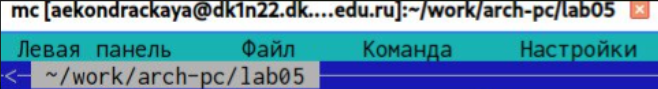 mc [aekondrackaya@dk1n22.dk....edu.ru]:~/work/arch-pc/lab05
Левая панель Файл Команда Настройки
<- ~/work/arch-pc/lab05